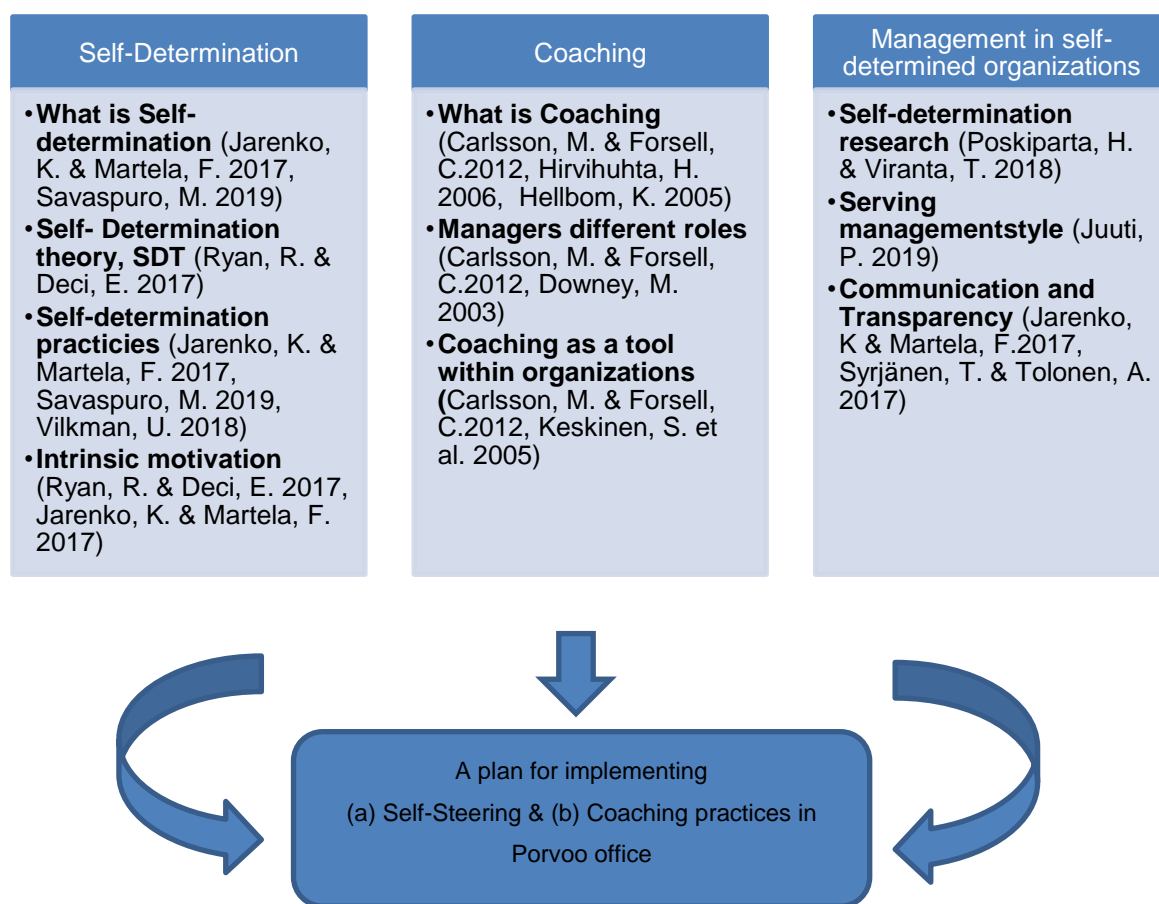 Self-Determination
•What is Self-
determination (Jarenko,
K. & Martela, F. 2017,
Savaspuro, M. 2019)
•Self- Determination
theory, SDT (Ryan, R. &
Deci, E. 2017)
•Self-determination
practicies (Jarenko, K. &
Martela, F. 2017,
Savaspuro, M. 2019,
Vilkman, U. 2018)
•Intrinsic motivation
(Ryan, R. & Deci, E. 2017,
Jarenko, K. & Martela, F.
2017)
Coaching
•What is Coaching
(Carlsson, M. & Forsell,
C.2012, Hirvihuhta, H.
2006,  Hellbom, K. 2005)
•Managers different roles
(Carlsson, M. & Forsell,
C.2012, Downey, M.
2003)
•Coaching as a tool
within organizations
(Carlsson, M. & Forsell,
C.2012, Keskinen, S. et
al. 2005)
Management in self-
determined organizations
•Self-determination
research (Poskiparta, H.
& Viranta, T. 2018)
•Serving
managementstyle (Juuti,
P. 2019)
•Communication and
Transparency (Jarenko,
K & Martela, F.2017,
Syrjänen, T. & Tolonen, A.
2017)
A plan for implementing
(a) Self-Steering & (b) Coaching practices in
Porvoo office